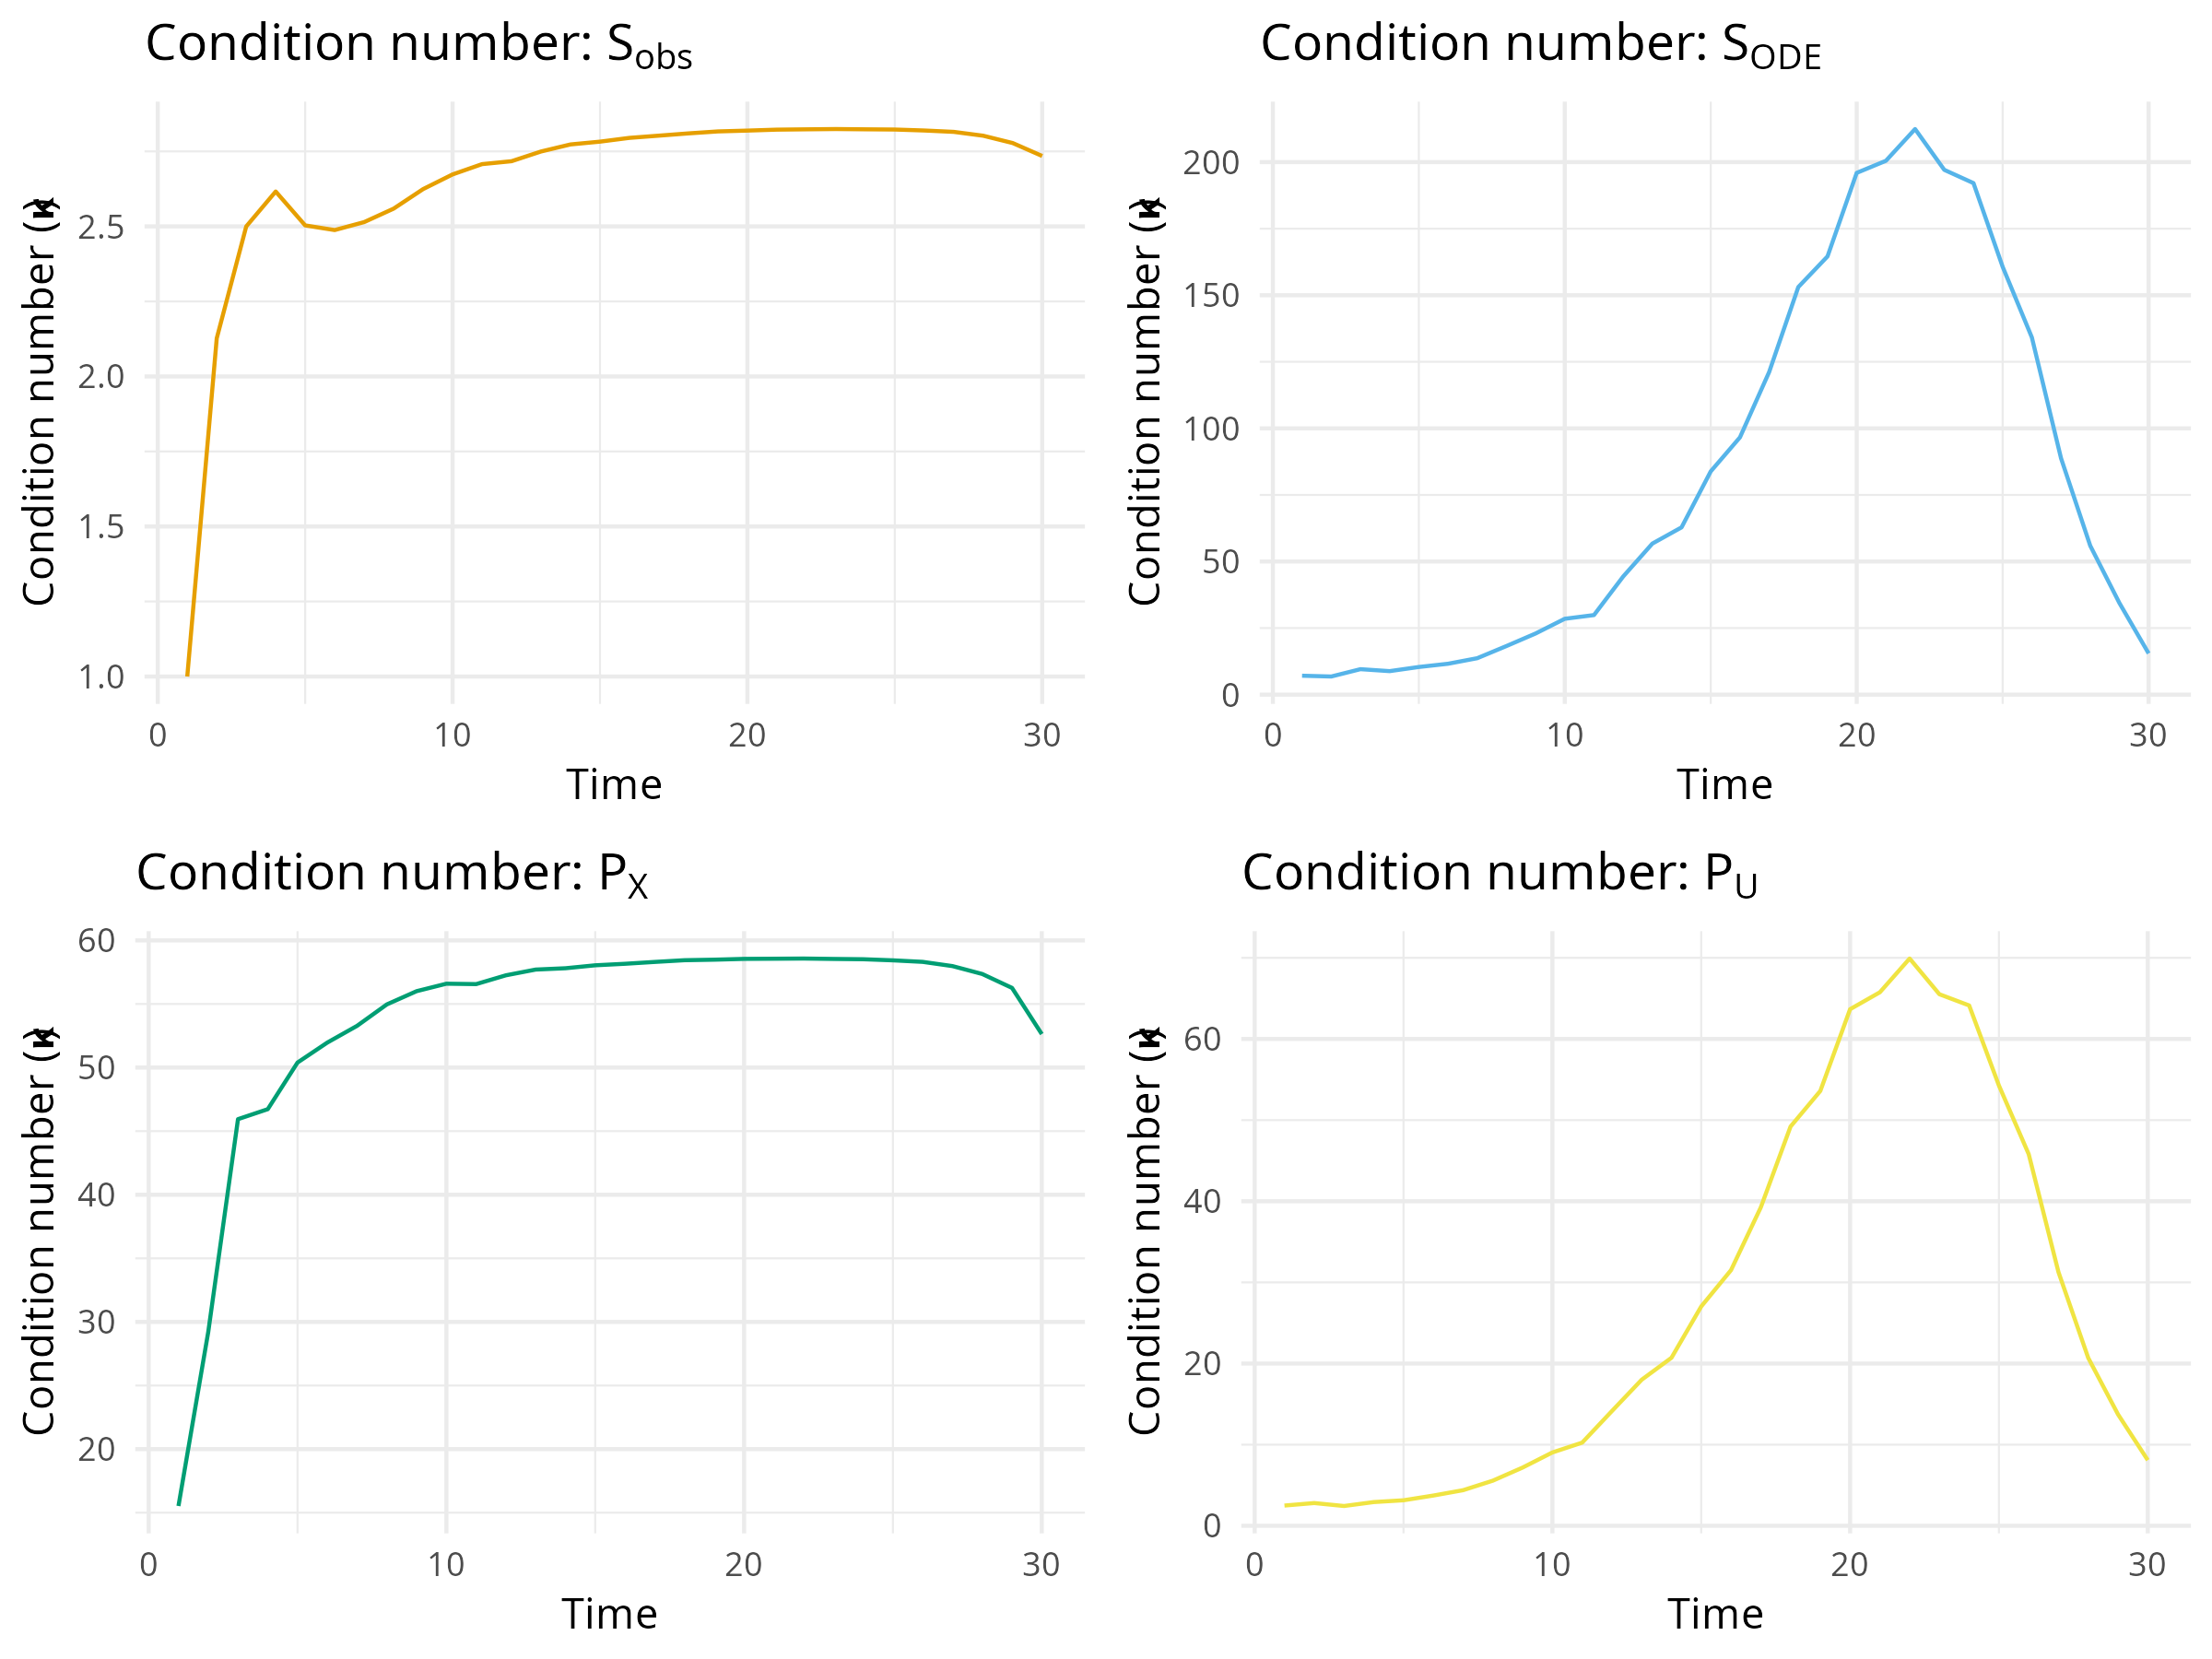 Condition number: S_obs
Condition number (κ)
2.5
2.0
1.5
1.0
0 10 20 30
Time
Condition number: S_ODE
Condition number (κ)
200
150
100
50
0
0 10 20 30
Time
Condition number: P_X
Condition number (κ)
60
50
40
30
20
0 10 20 30
Time
Condition number: P_U
Condition number (κ)
60
40
20
0
0 10 20 30
Time